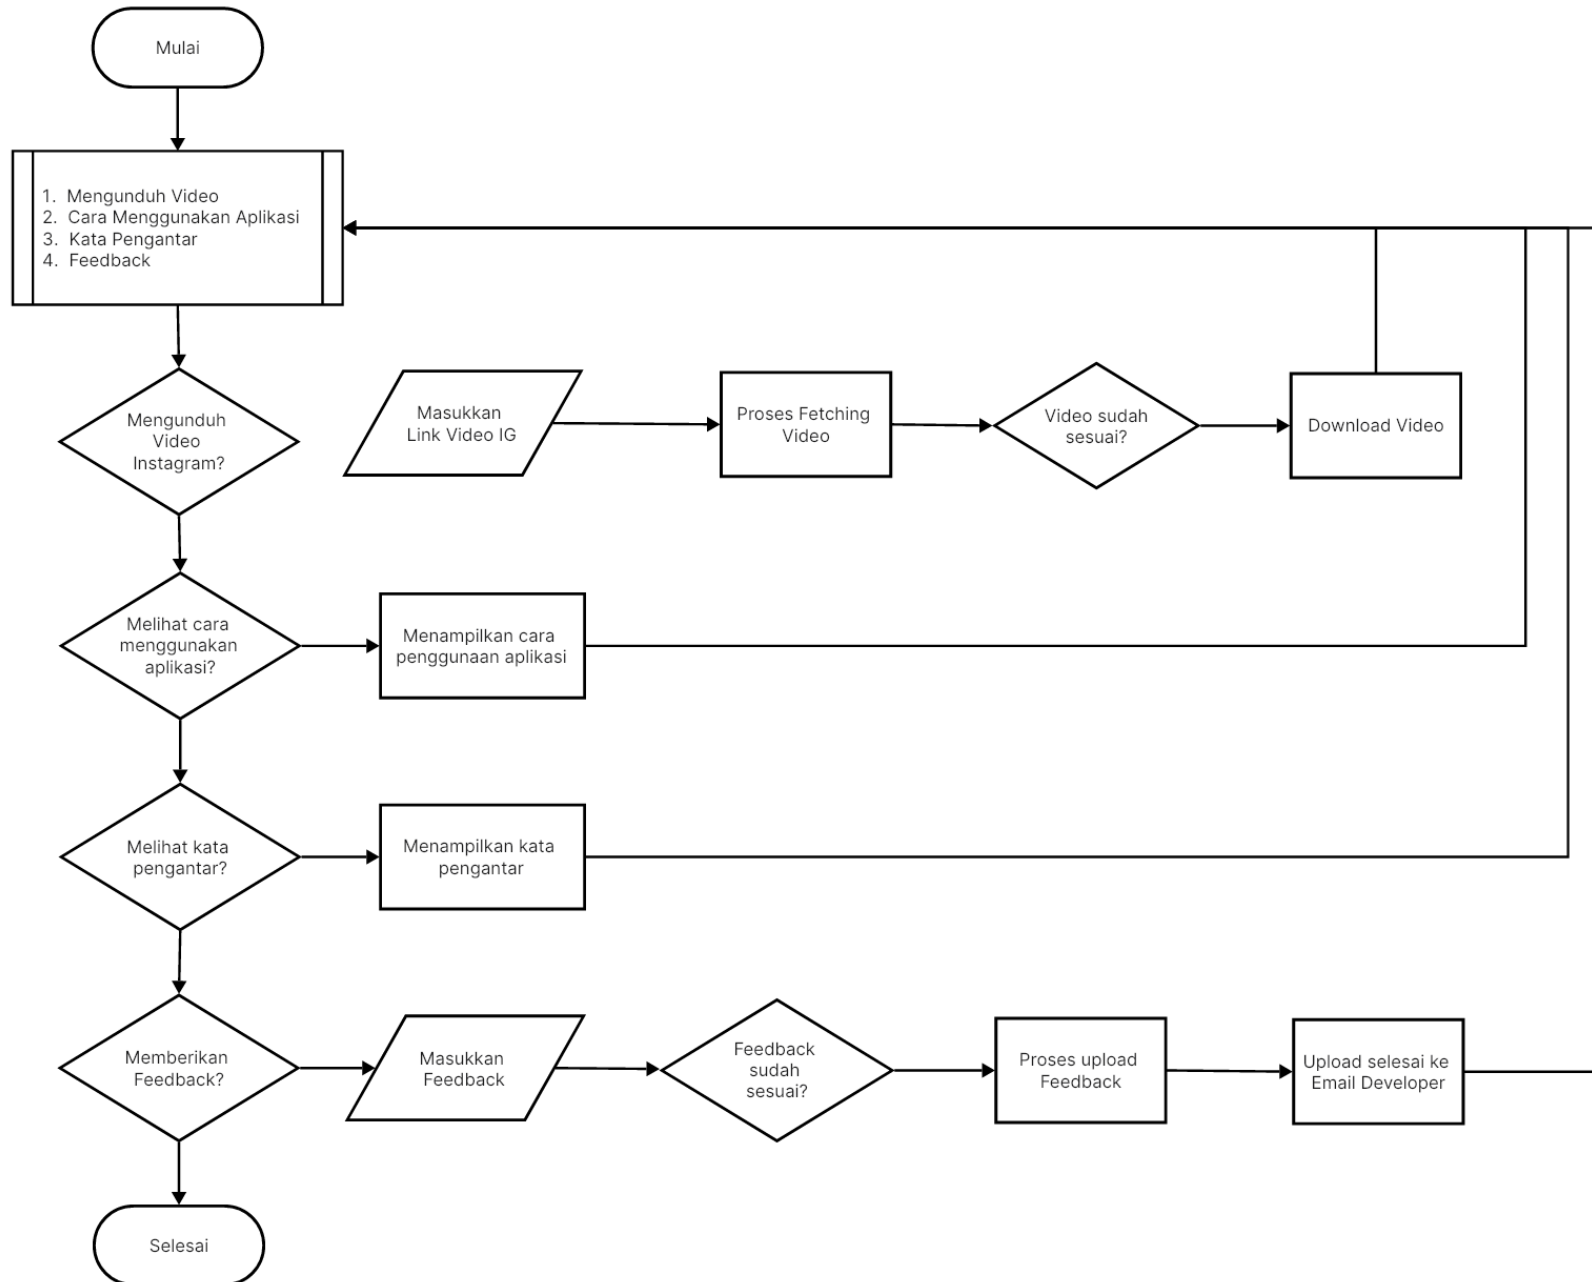 Mulai
1. Mengunduh Video
2. Cara Menggunakan Aplikasi
3. Kata Pengantar
4. Feedback
Mengunduh
Video
Instagram?
Masukkan
Link Video IG
Proses Fetching
Video
Video sudah
sesuai?
Download Video
Melihat cara
menggunakan
aplikasi?
Menampilkan cara
penggunaan aplikasi
Melihat kata
pengantar?
Menampilkan kata
pengantar
Memberikan
Feedback?
Masukkan
Feedback
Feedback
sudah
sesuai?
Proses upload
Feedback
Upload selesai ke
Email Developer
Selesai